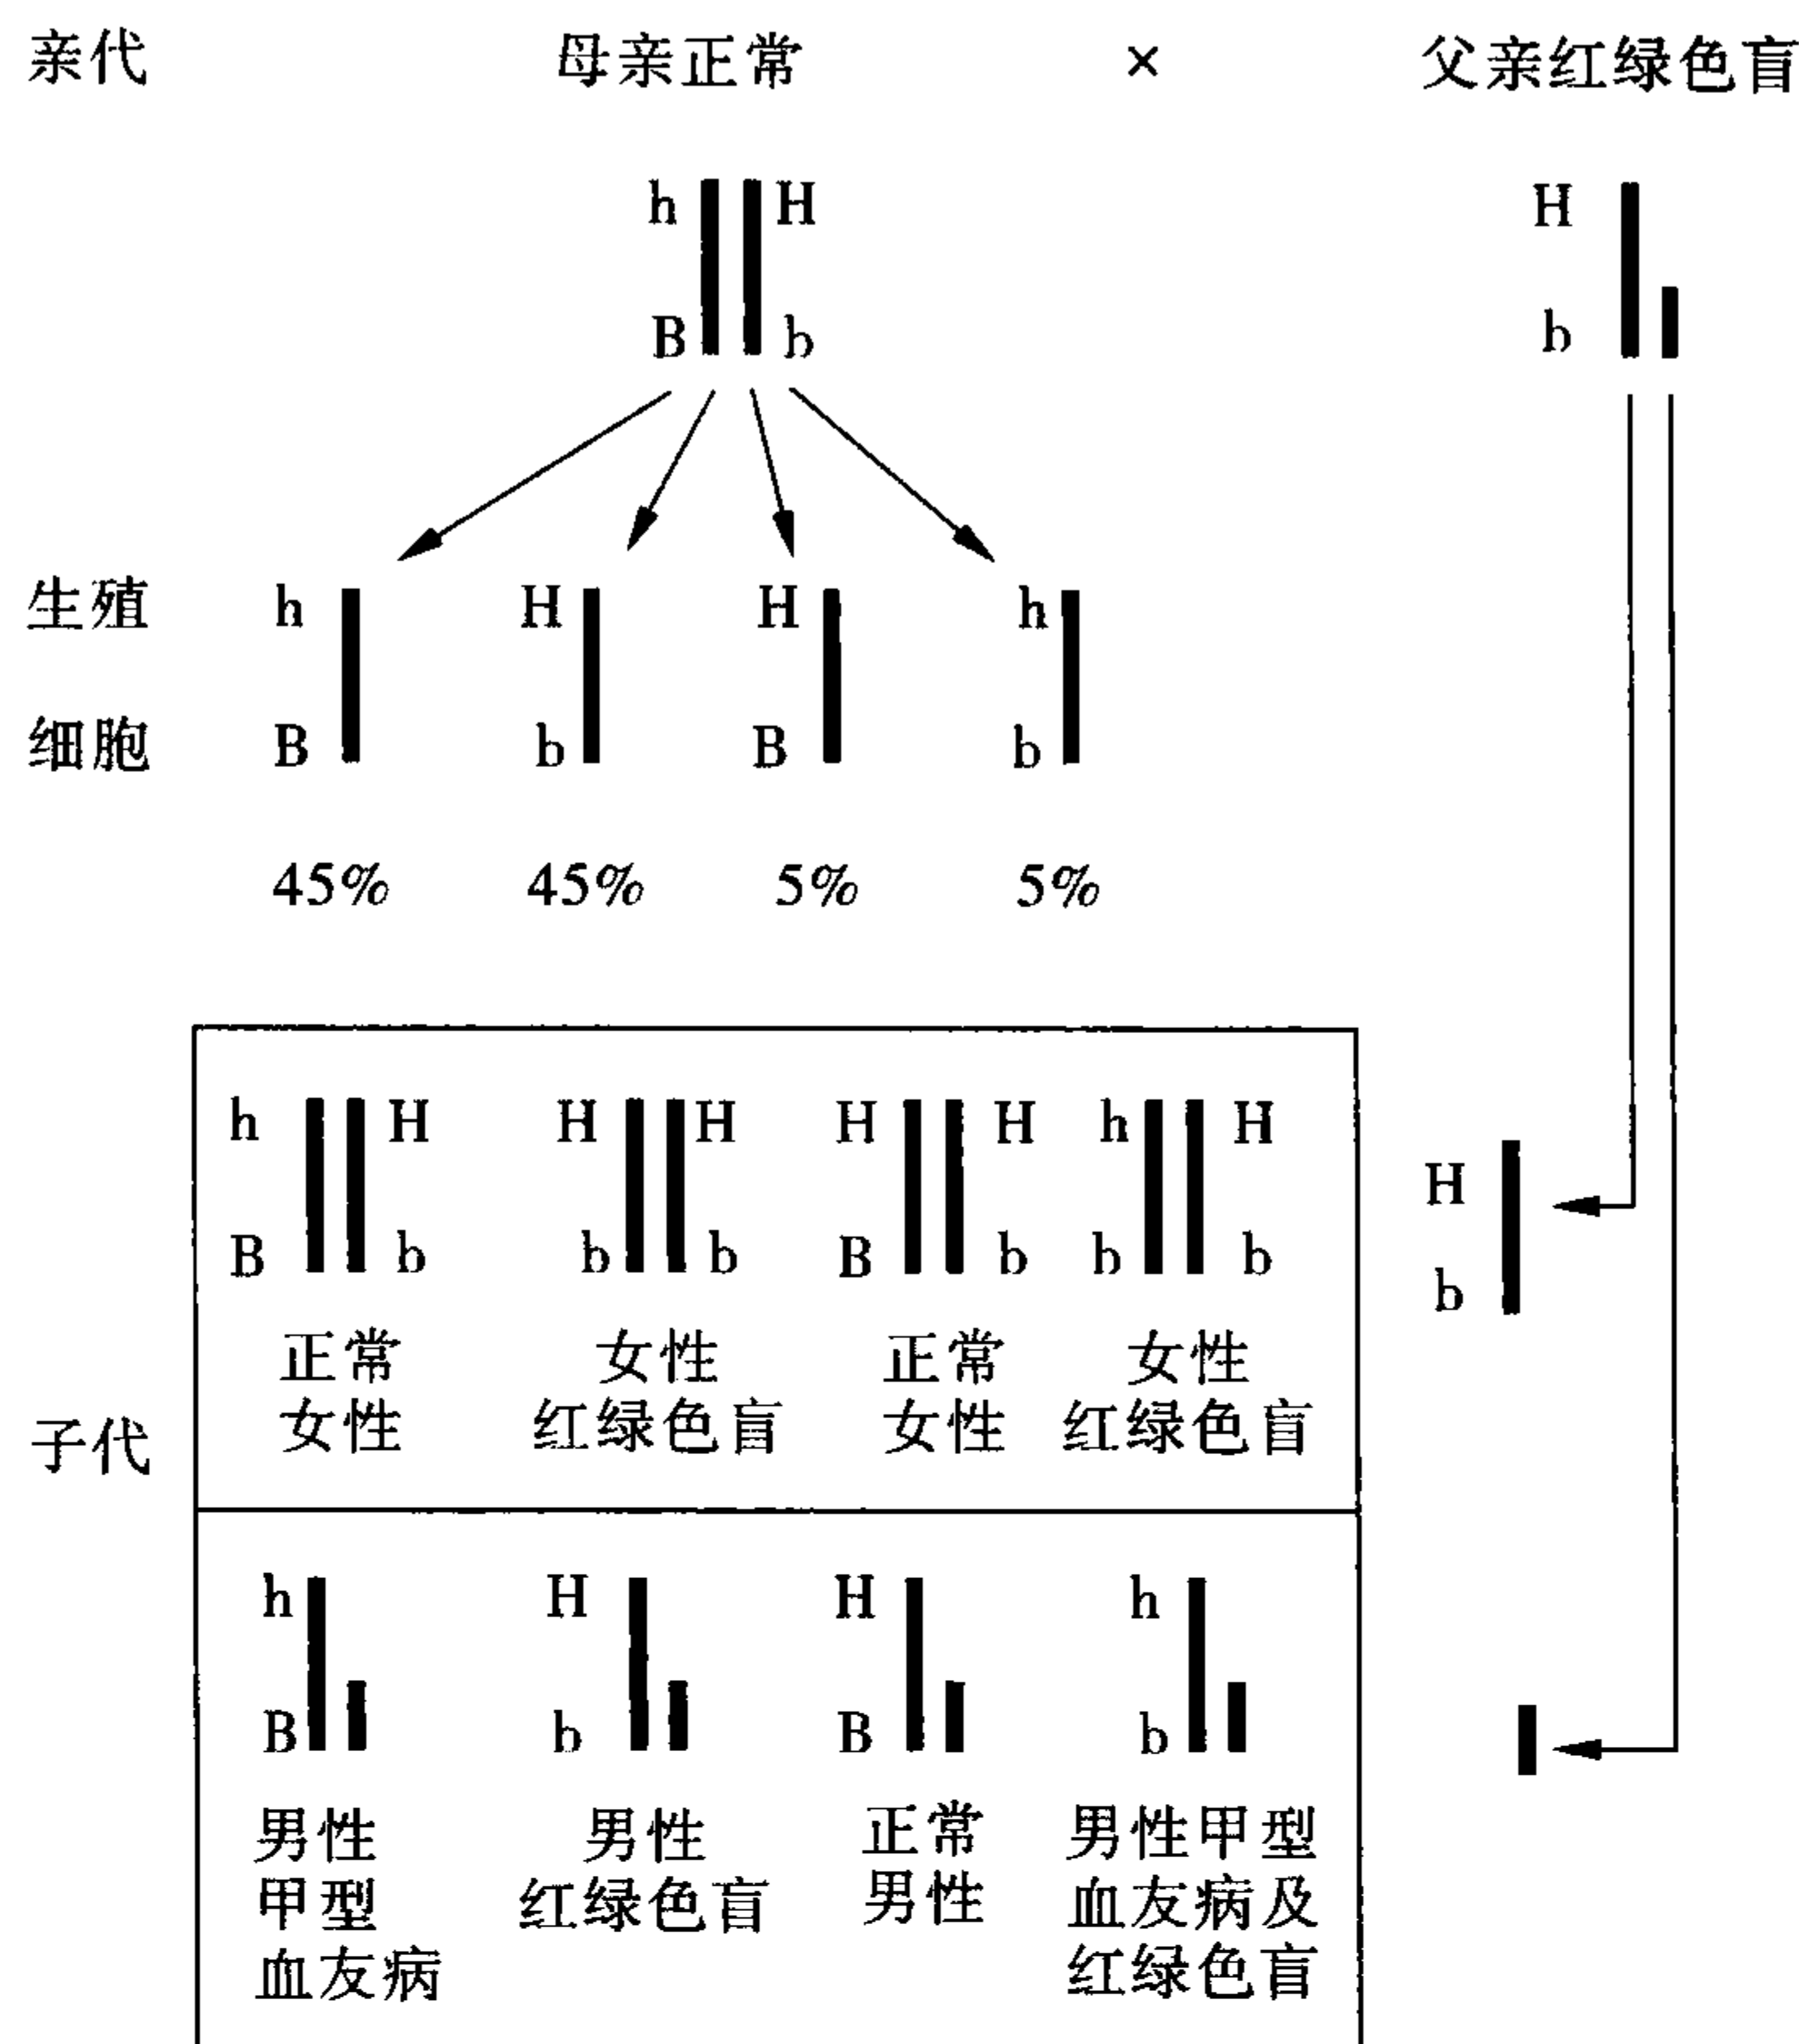 亲代 母亲正常 × 父亲红绿色盲
h H H
B b b
生殖 h H H h
细胞 B b B b
45% 45% 5% 5%
h H H H H H h H
H
B b b b B b b b
b
正常 女性 正常 女性
女性 红绿色盲 女性 红绿色盲
子代
h H H h
B b B b
男性 男性 正常 男性甲型
甲型 红绿色盲 男性 血友病及
血友病 红绿色盲